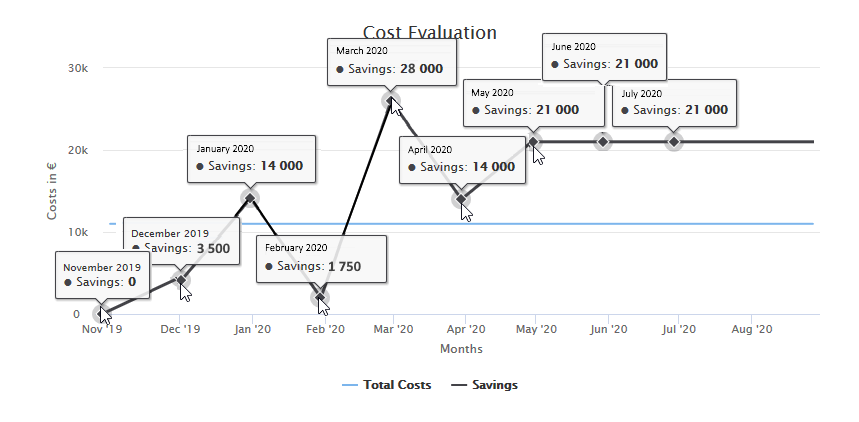 Cost Evaluation
March 2020
Savings: 28 000
June 2020
Savings: 21 000
May 2020
Savings: 21 000
July 2020
Savings: 21 000
January 2020
Savings: 14 000
April 2020
Savings: 14 000
December 2019
Savings: 3 500
February 2020
Savings: 1 750
November 2019
Savings: 0
Costs in €
30k
20k
10k
0
Nov '19 Dec '19 Jan '20 Feb '20 Mar '20 Apr '20 May '20 Jun '20 Jul '20 Aug '20
Months
Total Costs Savings